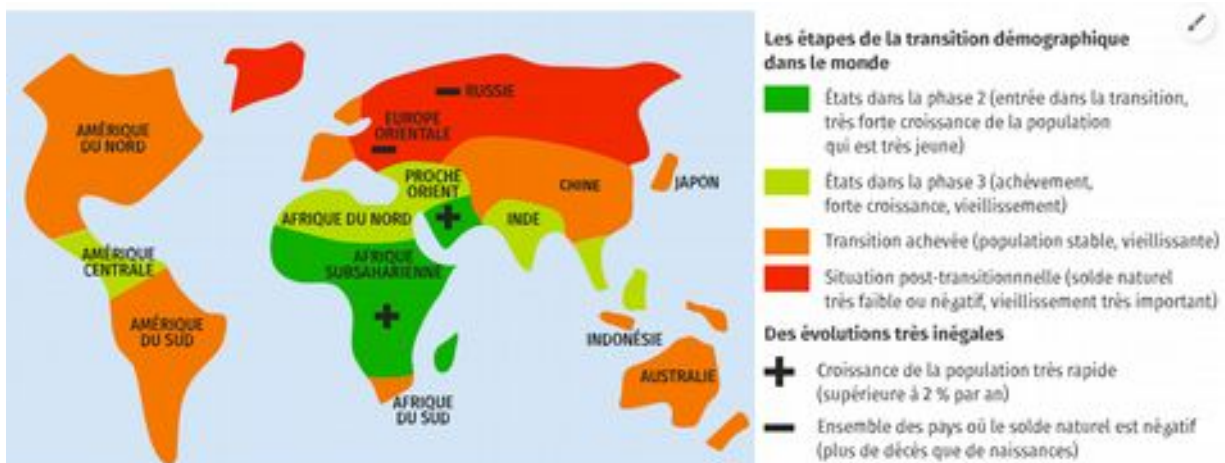 AMÉRIQUE
DU NORD
AMÉRIQUE
CENTRALE
AMÉRIQUE
DU SUD
RUSSIE
EUROPE
ORIENTALE
PROCHE
ORIENT
AFRIQUE DU NORD
AFRIQUE
SUBSAHARIENNE
AFRIQUE
DU SUD
CHINE
JAPON
INDE
INDONÉSIE
AUSTRALIE
Les étapes de la transition démographique
dans le monde
États dans la phase 2 (entrée dans la transition,
très forte croissance de la population
qui est très jeune)
États dans la phase 3 (achèvement,
forte croissance, vieillissement)
Transition achevée (population stable, vieillissante)
Situation post-transitionnnelle (solde naturel
très faible ou négatif, vieillissement très important)
Des évolutions très inégales
Croissance de la population très rapide
(supérieure à 2 % par an)
Ensemble des pays où le solde naturel est négatif
(plus de décès que de naissances)